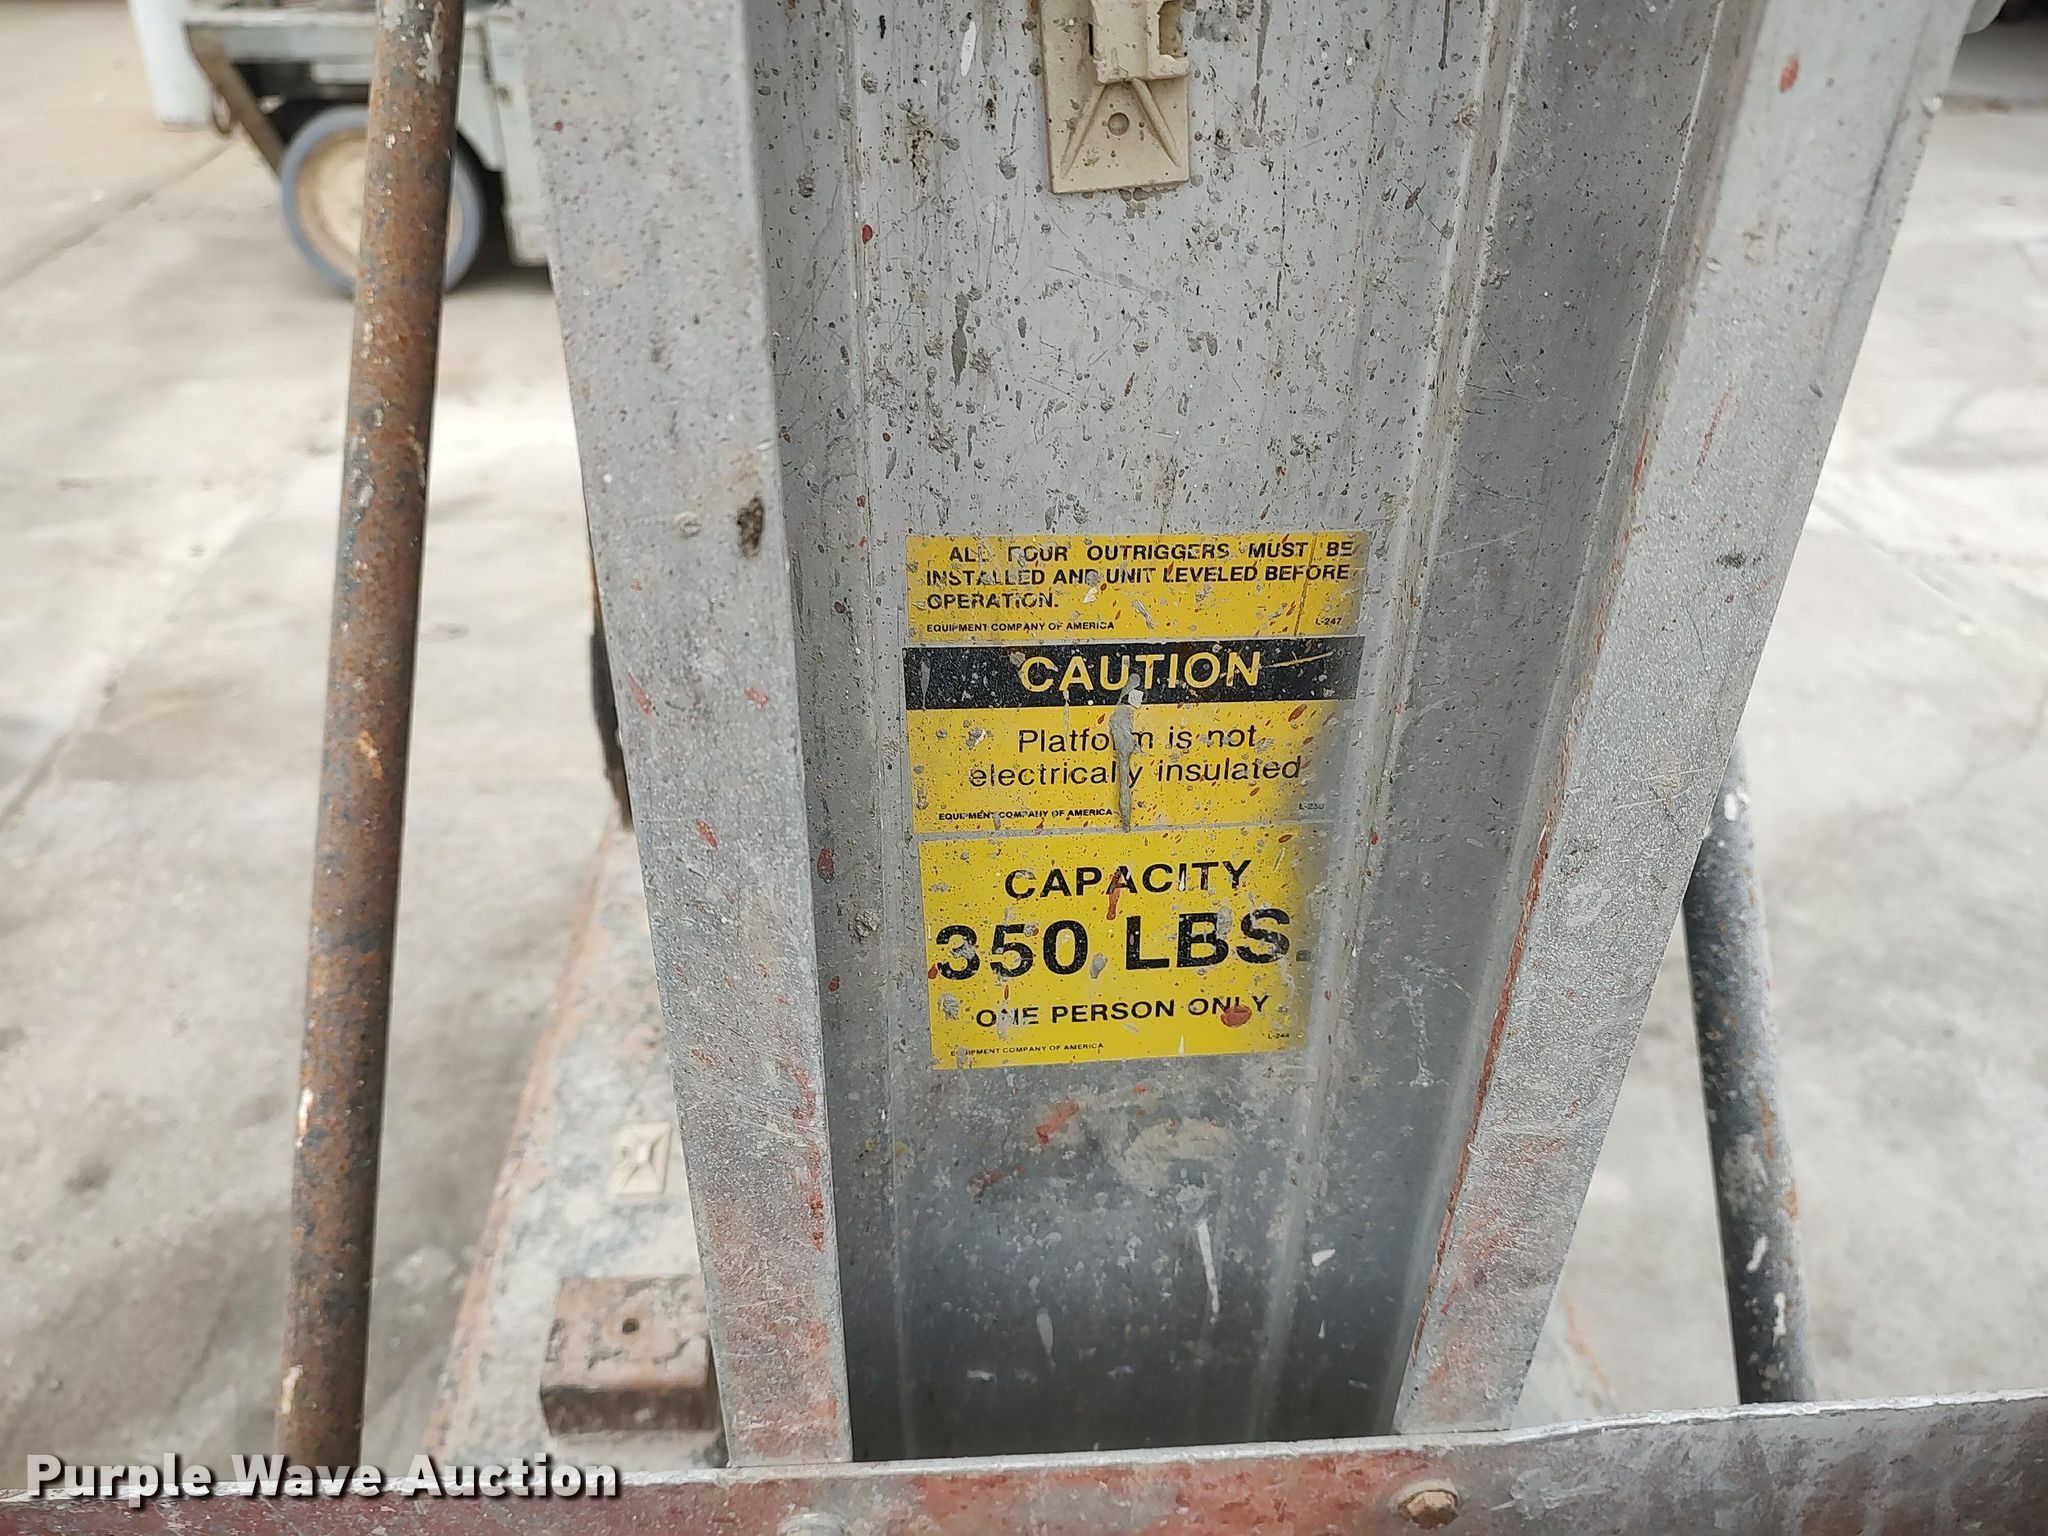 ALL FOUR OUTRIGGERS MUST BE
INSTALLED AND UNIT LEVELED BEFORE
OPERATION.
EQUIPMENT COMPANY OF AMERICA L-247
CAUTION
Platform is not
electrically insulated
EQUIPMENT COMPANY OF AMERICA L-230
CAPACITY
350 LBS.
ONE PERSON ONLY
EQUIPMENT COMPANY OF AMERICA L-244
Purple Wave Auction